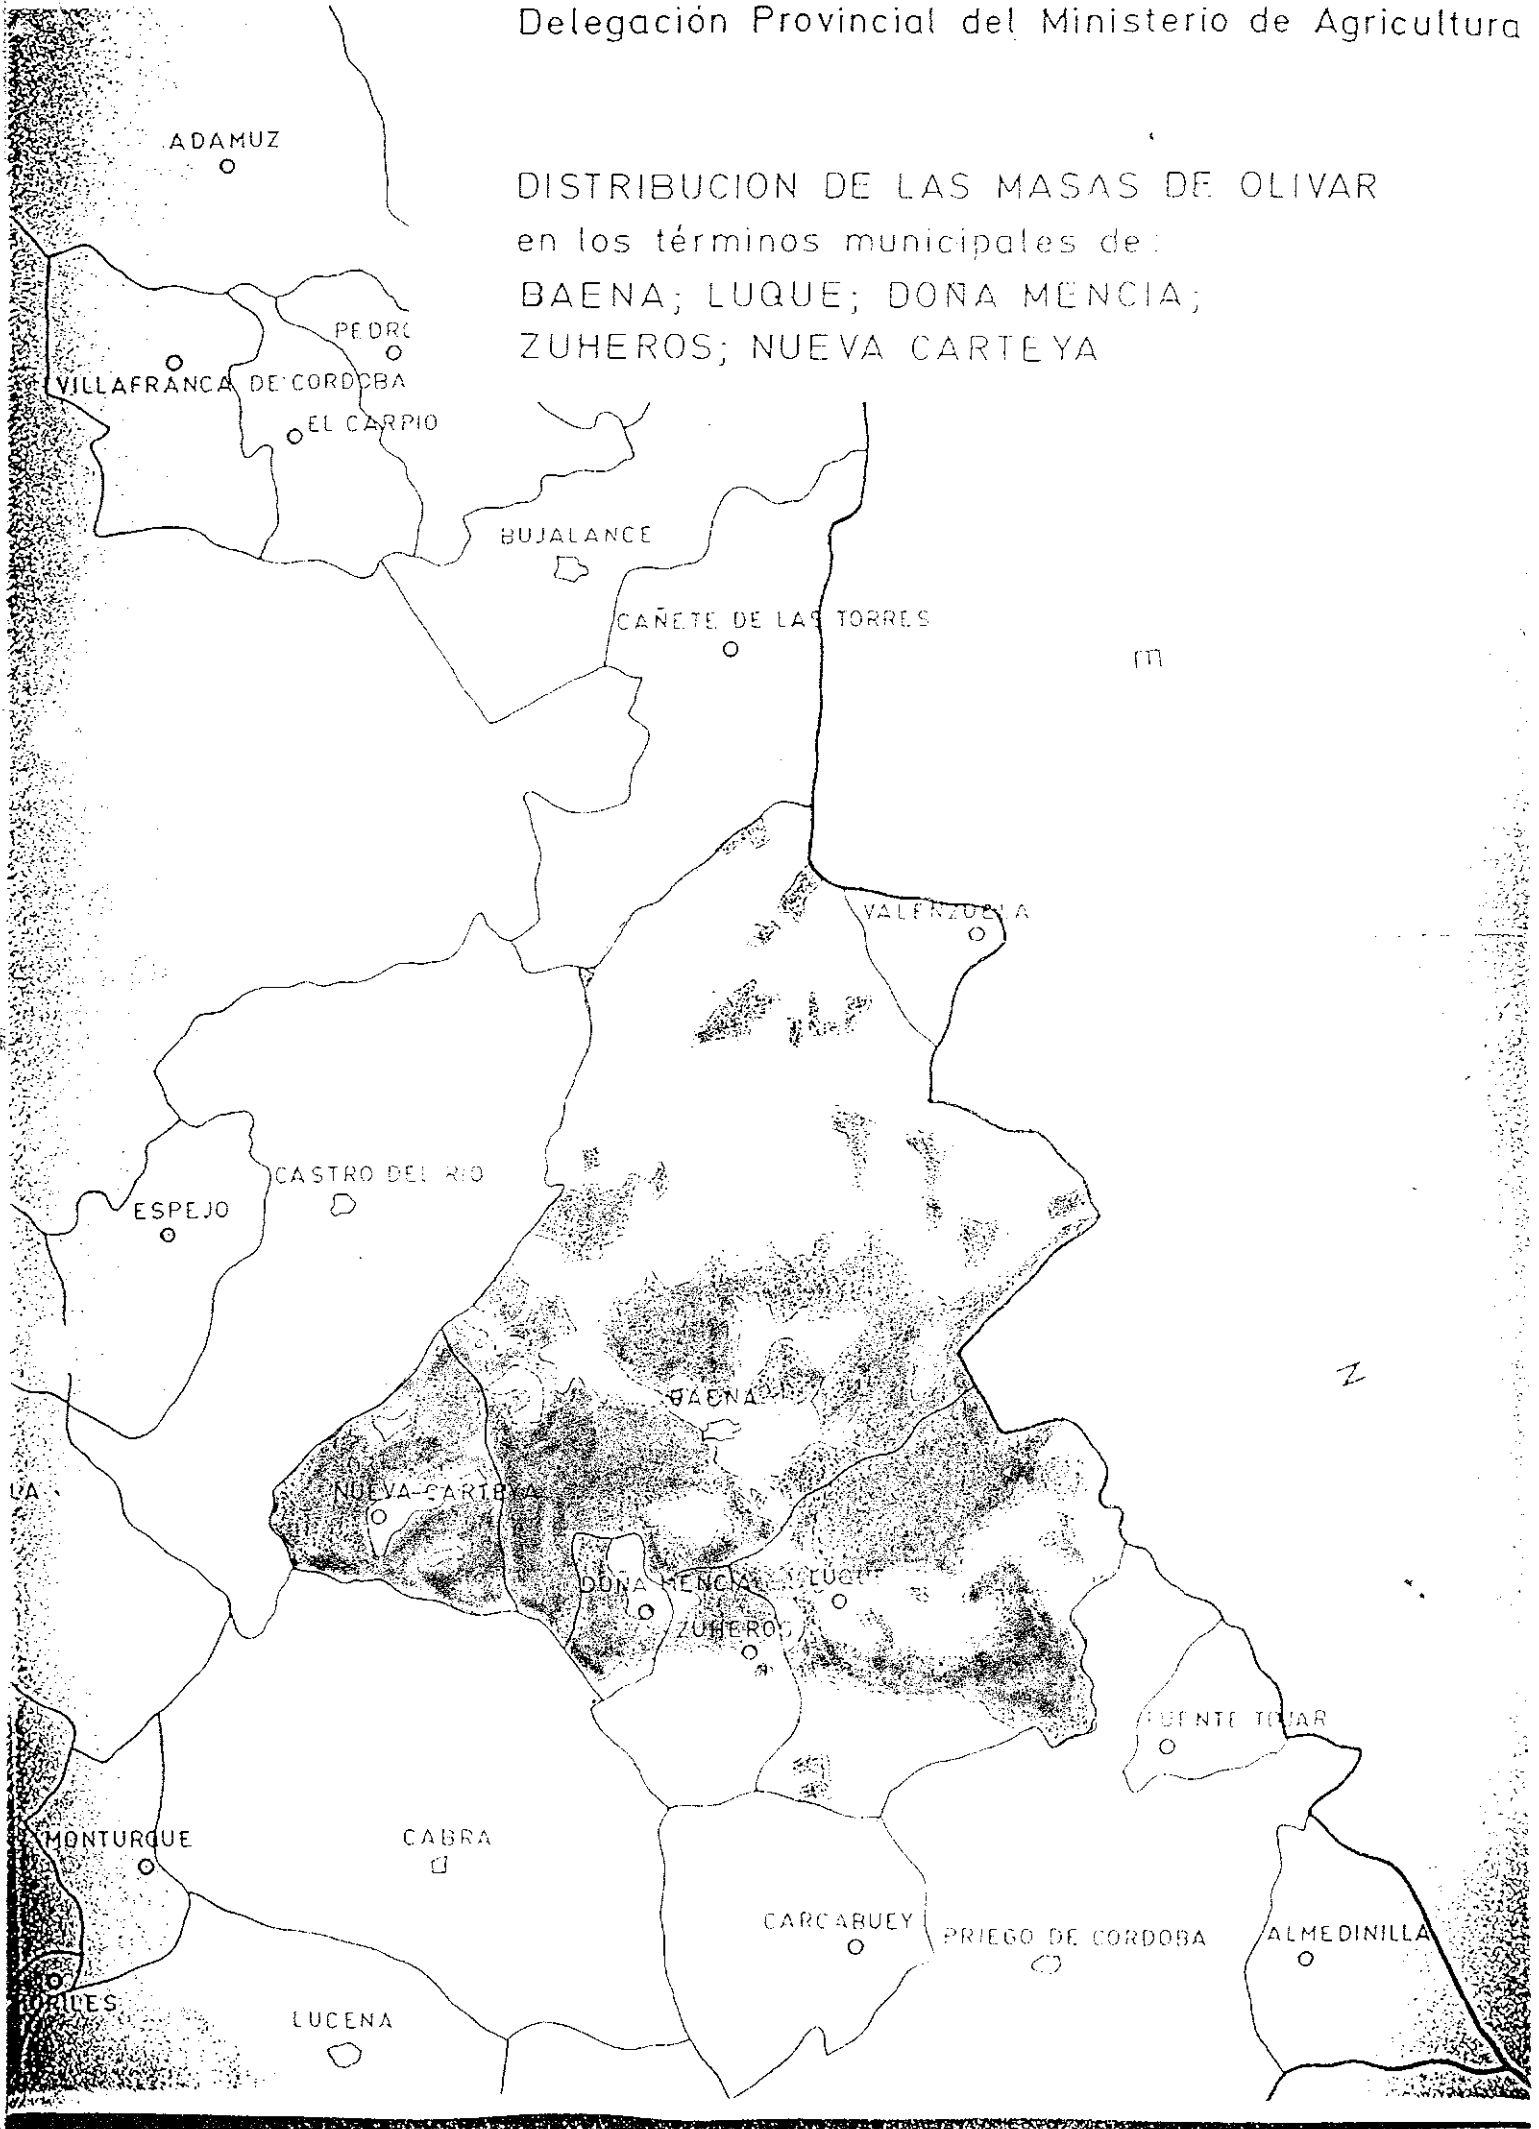 Delegación Provincial del Ministerio de Agricultura
ADAMUZ
DISTRIBUCION DE LAS MASAS DE OLIVAR
en los términos municipales de:
BAENA; LUQUE; DOÑA MENCIA;
ZUHEROS; NUEVA CARTEYA
PEDRO
VILLAFRANCA DE CORDOBA
EL CARPIO
BUJALANCE
CAÑETE DE LAS TORRES
m
VALENZUELA
CASTRO DEL RIO
ESPEJO
N
BAENA
LA
NUEVA-CARTEYA
DOÑA MENCIA
LUQUE
ZUHEROS
FUENTE TOJAR
MONTURQUE
CABRA
CARCABUEY
PRIEGO DE CORDOBA
ALMEDINILLA
ORILES
LUCENA